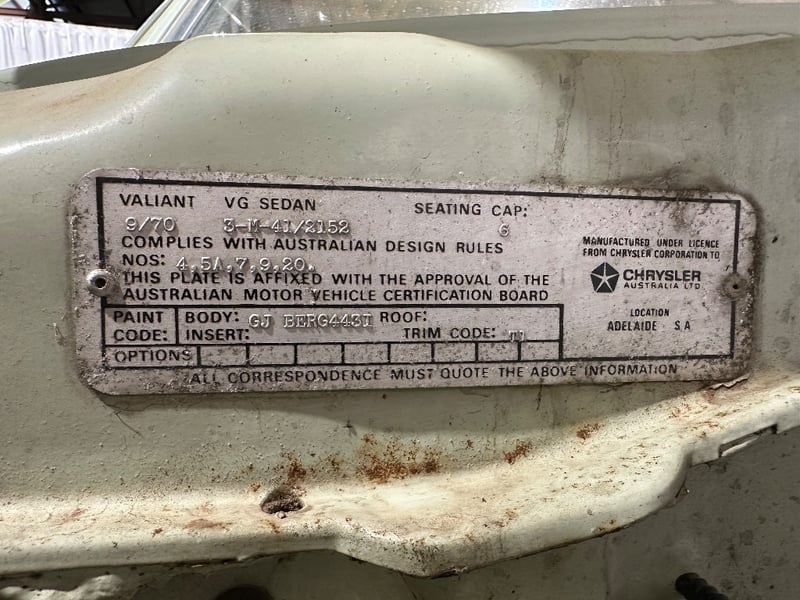 VALIANT VG SEDAN SEATING CAP:
9/70 3-M-41/2152 6
COMPLIES WITH AUSTRALIAN DESIGN RULES
NOS: 4,5A,7,9,20.
THIS PLATE IS AFFIXED WITH THE APPROVAL OF THE
AUSTRALIAN MOTOR VEHICLE CERTIFICATION BOARD
MANUFACTURED UNDER LICENCE
FROM CHRYSLER CORPORATION TO
CHRYSLER
AUSTRALIA LTD
LOCATION
ADELAIDE S.A
PAINT BODY: GJ BERG4431 ROOF:
CODE: INSERT: TRIM CODE: T1
OPTIONS
ALL CORRESPONDENCE MUST QUOTE THE ABOVE INFORMATION